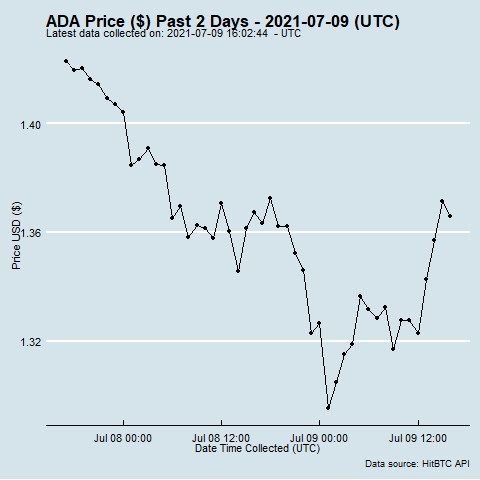 ADA Price ($) Past 2 Days - 2021-07-09 (UTC)
Latest data collected on: 2021-07-09 16:02:44 - UTC
1.40
1.36
1.32
Price USD ($)
Jul 08 00:00 Jul 08 12:00 Jul 09 00:00 Jul 09 12:00
Date Time Collected (UTC)
Data source: HitBTC API